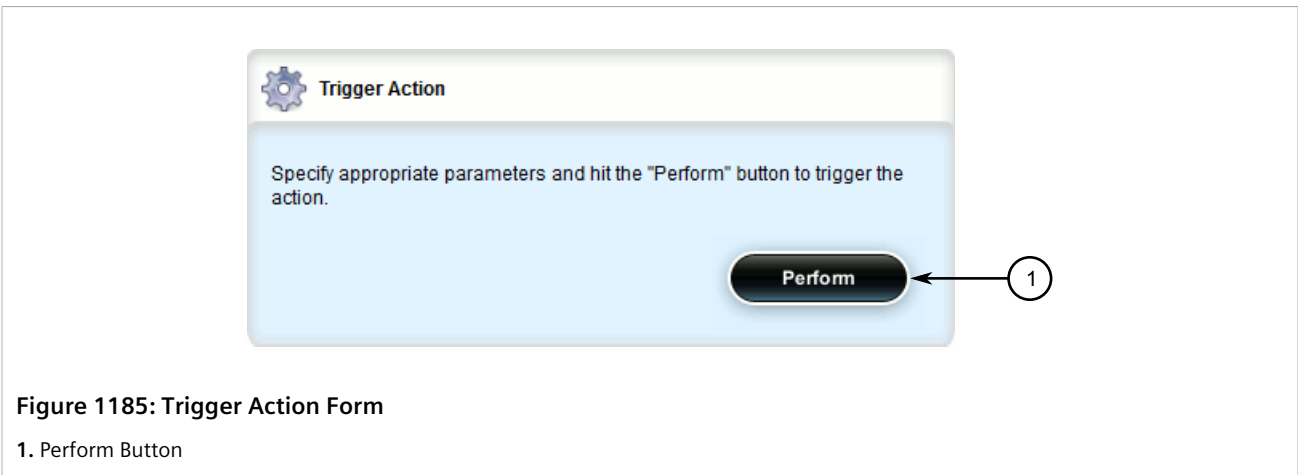 Trigger Action
Specify appropriate parameters and hit the "Perform" button to trigger the
action.
Perform
1
Figure 1185: Trigger Action Form
1. Perform Button